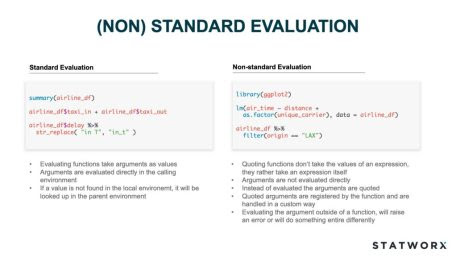 (NON) STANDARD EVALUATION
Standard Evaluation
summary(airline_df)
airline_df$taxi_in + airline_df$taxi_out
airline_df$delay %>%
str_replace( "in T", "in_t" )
• Evaluating functions take arguments as values
• Arguments are evaluated directly in the calling
environment
• If a value is not found in the local environemt, it will be
looked up in the parent environment
Non-standard Evaluation
library(ggplot2)
lm(air_time ~ distance +
as.factor(unique_carrier), data = airline_df)
airline_df %>%
filter(origin == "LAX")
• Quoting functions don't take the values of an expression,
they rather take an expression itself
• Arguments are not evaluated directly
• Instead of evaluated the arguments are quoted
• Quoted arguments are registered by the function and are
handled in a custom way
• Evaluating the argument outside of a function, will raise
an error or will do something entire differently
STATWORX